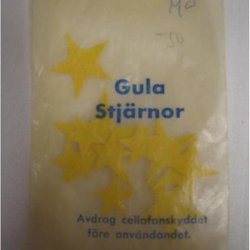 Gula
Stjärnor
Avdrag cellofanskyddet
före användandet.